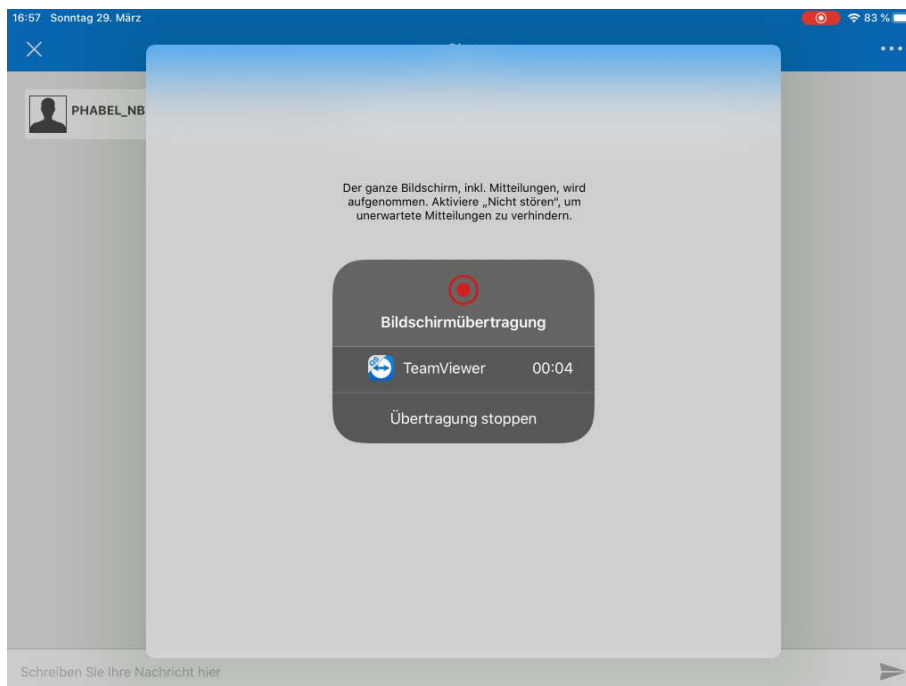 16:57 Sonntag 29. März
83 %
PHABEL_NB
Der ganze Bildschirm, inkl. Mitteilungen, wird
aufgenommen. Aktiviere „Nicht stören“, um
unerwartete Mitteilungen zu verhindern.
Bildschirmübertragung
TeamViewer 00:04
Übertragung stoppen
Schreiben Sie Ihre Nachricht hier